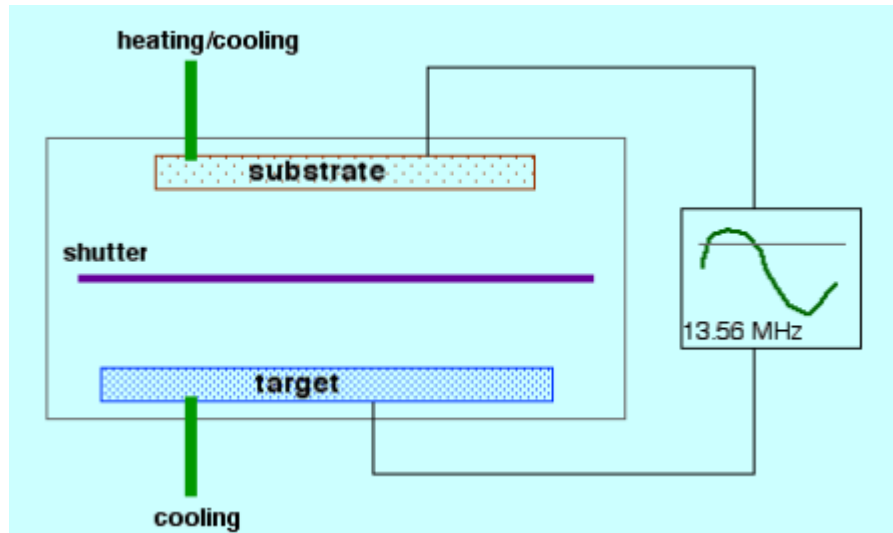 heating/cooling
substrate
shutter
13.56 MHz
target
cooling